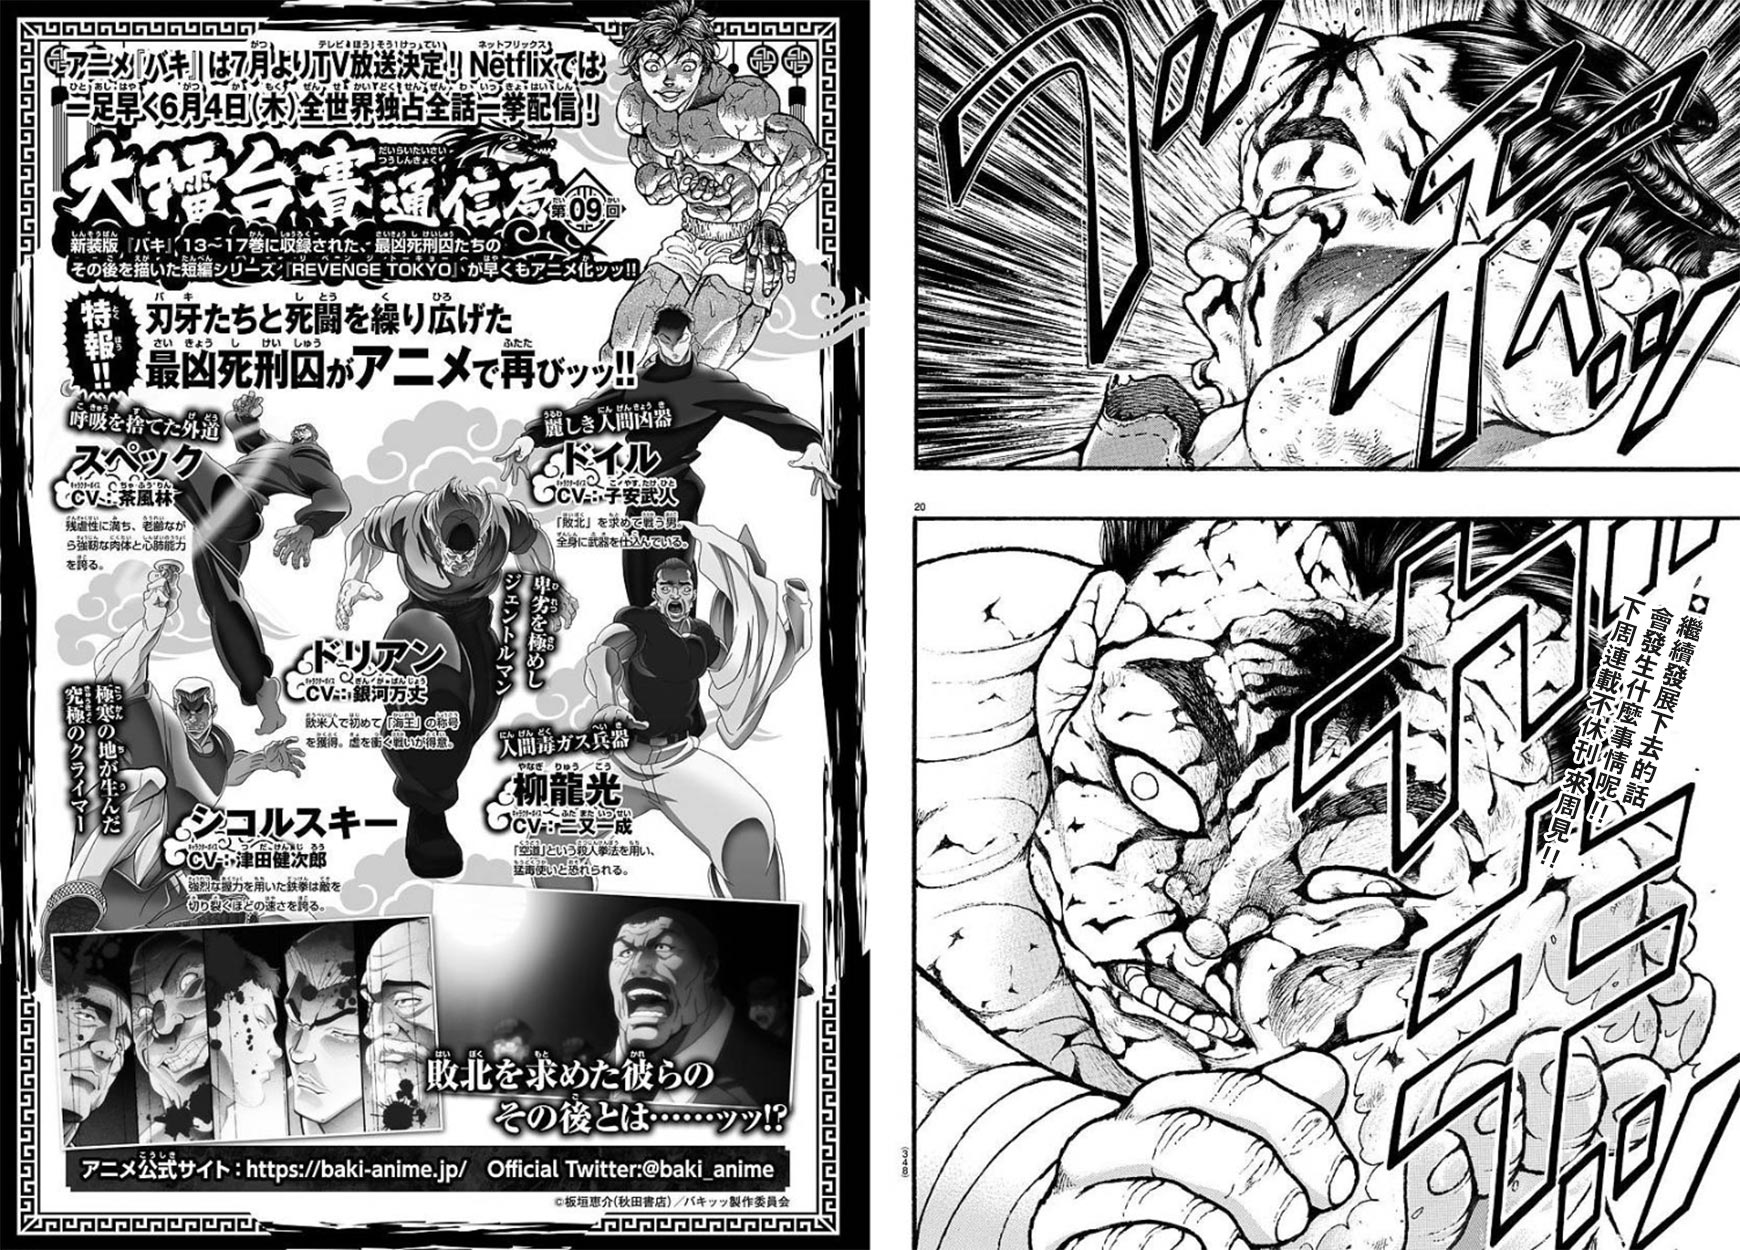 アニメ『バキ』は7月よりTV放送決定!! Netflixでは
一足早く6月4日(木)全世界独占全話一挙配信!
大擂台賽通信局
だいらいたいさい
つうしんきょく
第09回
新装版『バキ』13〜17巻に収録された、最凶死刑囚たちの
その後を描いた短編シリーズ『REVENGE TOKYO』が早くもアニメ化ッッ!!
特報!!
刃牙たちと死闘を繰り広げた
最凶死刑囚がアニメで再びッッ!!
呼吸を捨てた外道
スペック
CV:茶風林
残虐性に満ち、老齢なが
ら強靭な肉体と心肺能力
を誇る。
麗しき人間凶器
ドイル
CV:子安武人
「敗北」を求めて戦う男。
全身に武器を仕込んでいる。
卑劣を極めし
ジェントルマン
ドリアン
CV:銀河万丈
欧米人で初めて「海王」の称号
を獲得。虚を衝く戦いが得意。
極寒の地が生んだ
究極のクライマー
シコルスキー
CV:津田健次郎
強烈な握力を用いた鉄拳は敵を
切り裂くほどの速さを誇る。
人間毒ガス兵器
柳龍光
CV:二又一成
「空道」という殺人拳法を用い、
猛毒使いと恐れられる。
敗北を求めた彼らの
その後とは……ッッ!?
アニメ公式サイト:https://baki-anime.jp/ Official Twitter:@baki_anime
©板垣恵介(秋田書店)/バキッッ製作委員会
20
繼續發展下去的話
會發生什麼事情呢!!
下周連載不休刊 來周見!!
(348)